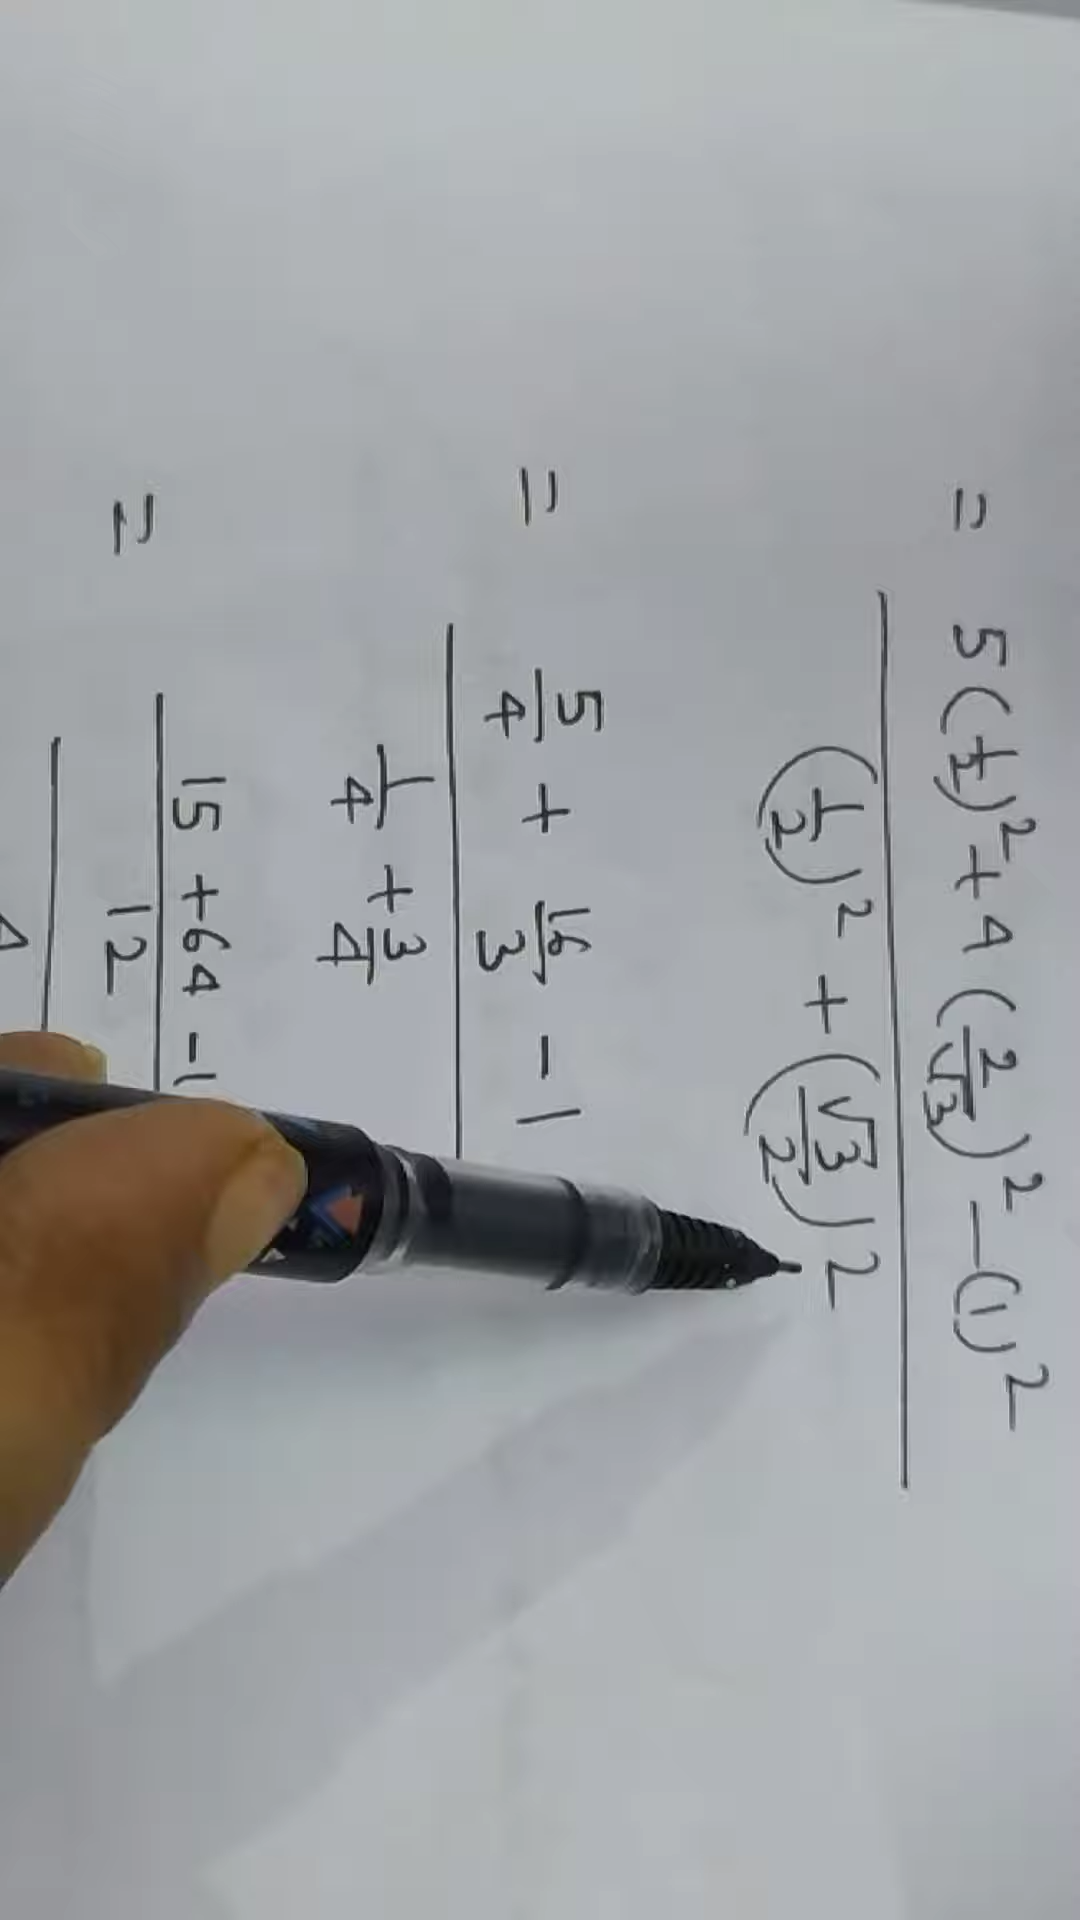 = 5(1/2)² + 4(2/√3)² - (1)²
(1/2)² + (√3/2)2
= 5/4 + 16/3 - 1
1/4 + 3/4
= 15 + 64 - 1
12